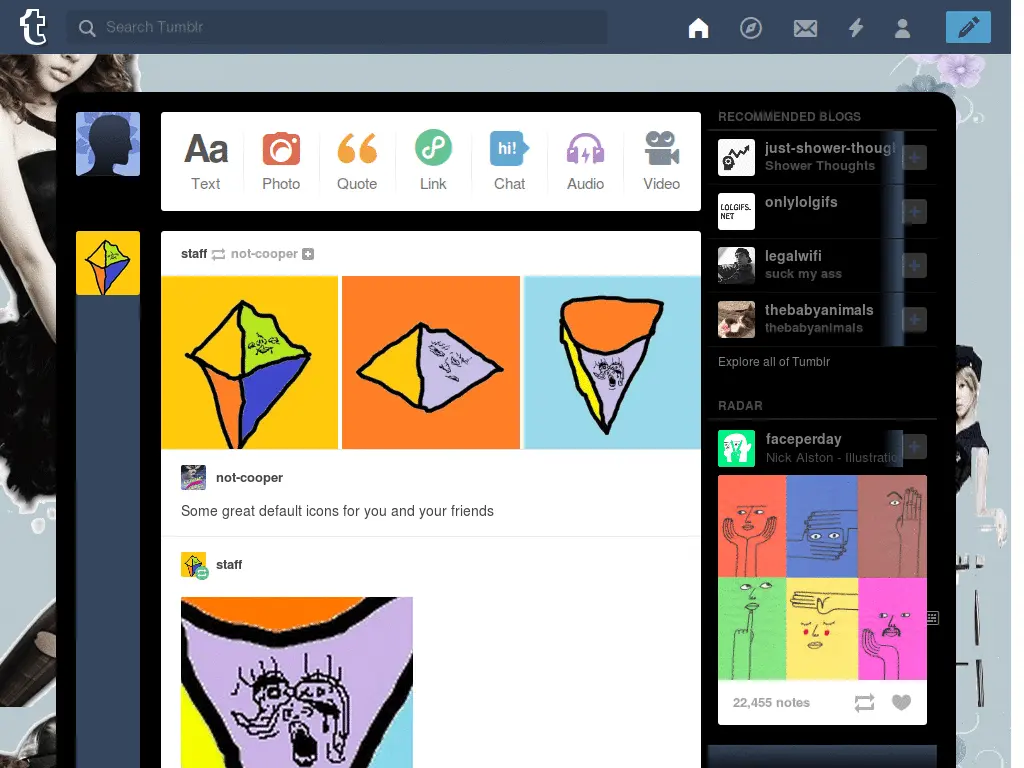 Search Tumblr
Aa
hi!
Text
Photo
Quote
Link
Chat
Audio
Video
staff not-cooper
not-cooper
Some great default icons for you and your friends
staff
RECOMMENDED BLOGS
just-shower-though
Shower Thoughts
LOLGIFS.
NET
onlylolgifs
legalwifi
suck my ass
thebabyanimals
thebabyanimals
Explore all of Tumblr
RADAR
faceperday
Nick Alston - Illustratio
22,455 notes